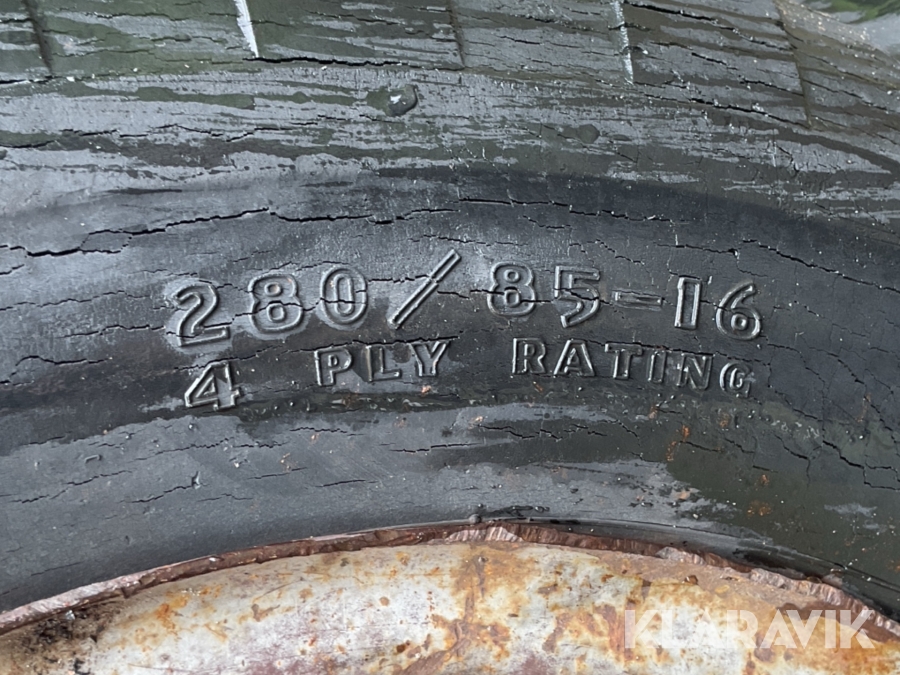 280/85-16
4 PLY RATING
KLARAVIK